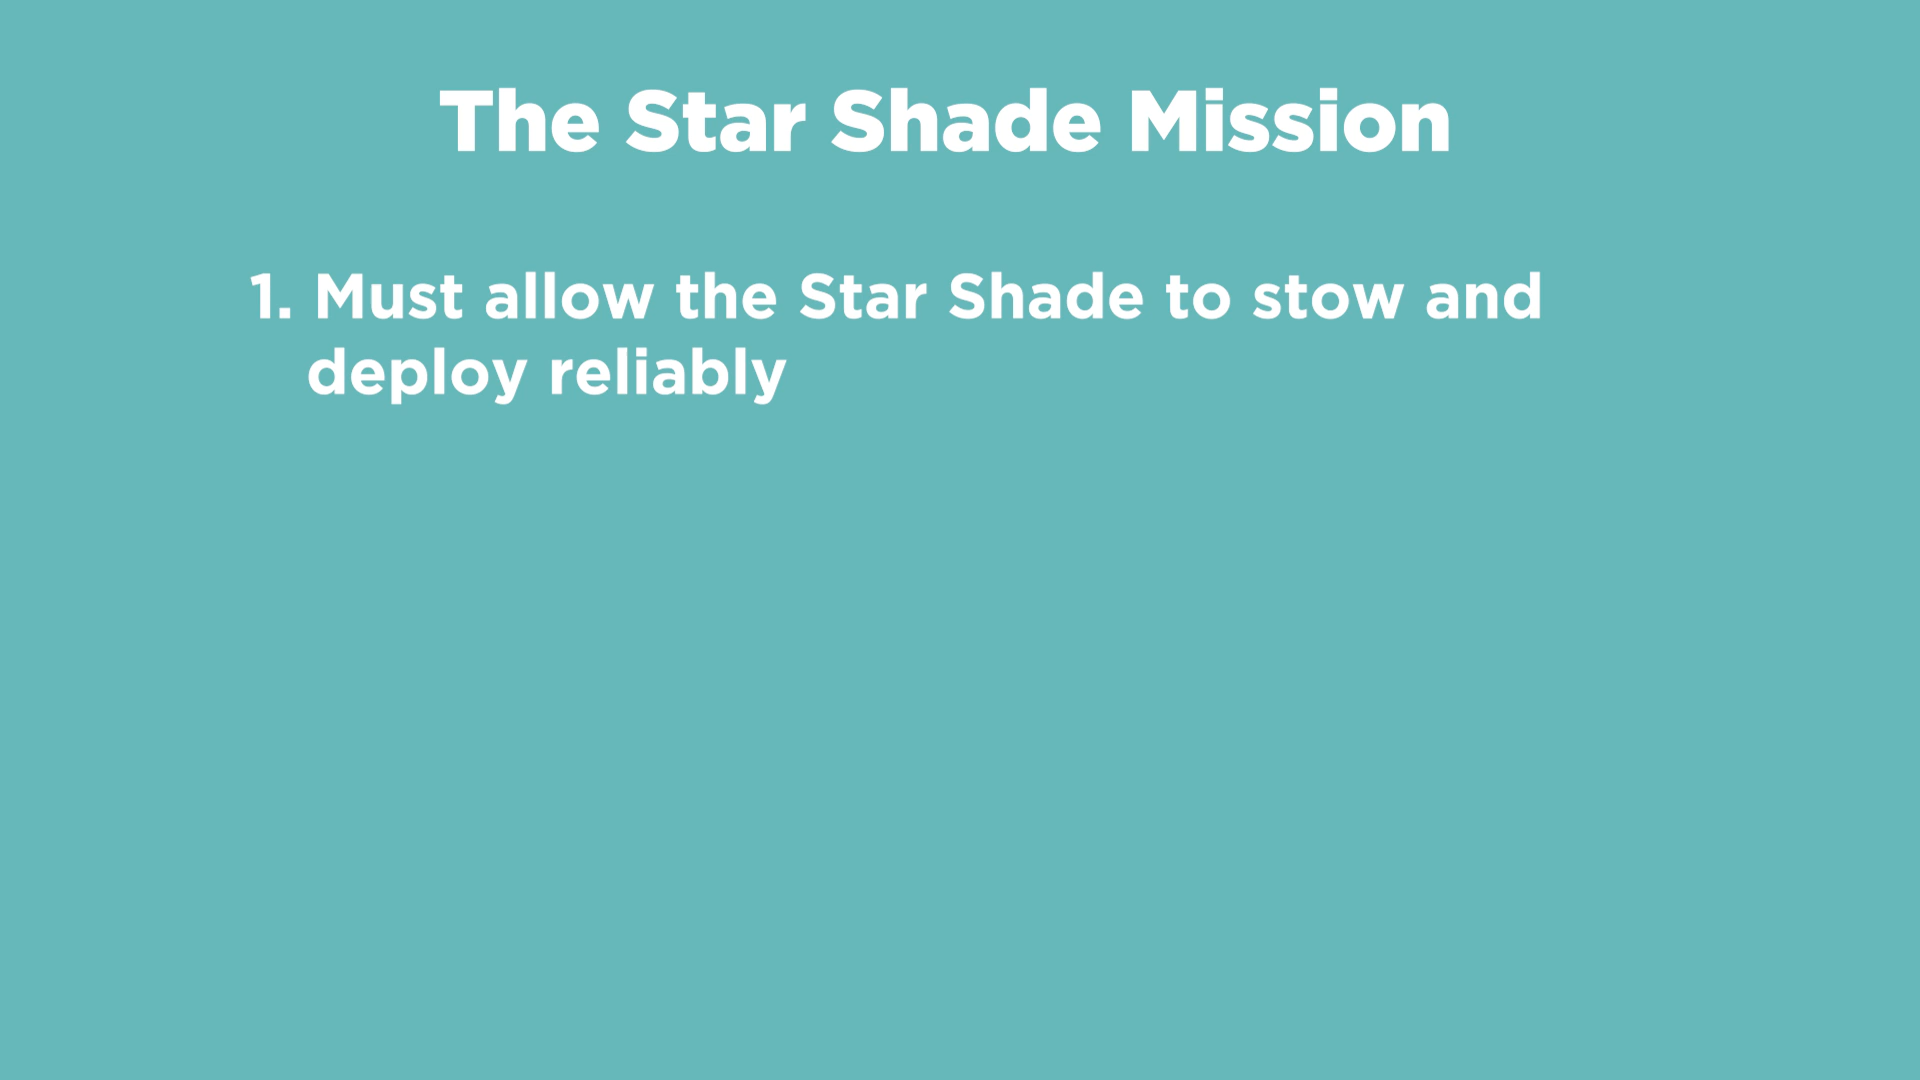 The Star Shade Mission
1. Must allow the Star Shade to stow and
deploy reliably